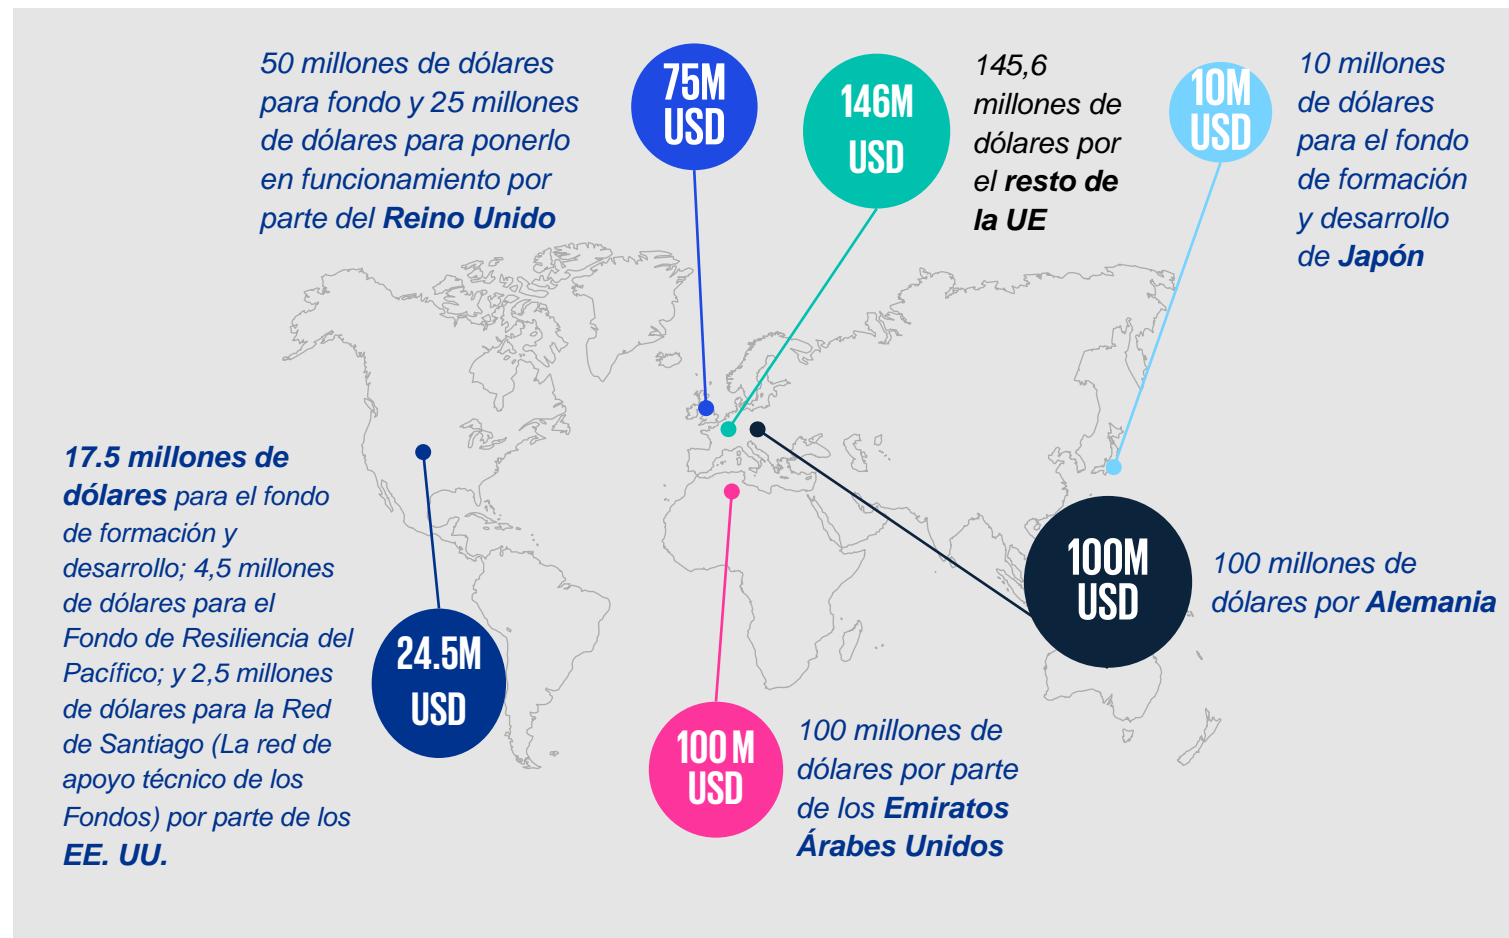 50 millones de dólares
para fondo y 25 millones
de dólares para ponerlo
en funcionamiento por
parte del Reino Unido
75M
USD
146M
USD
145,6
millones de
dólares por
el resto de
la UE
10M
USD
10 millones
de dólares
para el fondo
de formación
y desarrollo
de Japón
17.5 millones de
dólares para el fondo
de formación y
desarrollo; 4,5 millones
de dólares para el
Fondo de Resiliencia del
Pacífico; y 2,5 millones
de dólares para la Red
de Santiago (La red de
apoyo técnico de los
Fondos) por parte de los
EE. UU.
24.5M
USD
100 M
USD
100 millones de
dólares por parte
de los Emiratos
Árabes Unidos
100M
USD
100 millones de
dólares por Alemania